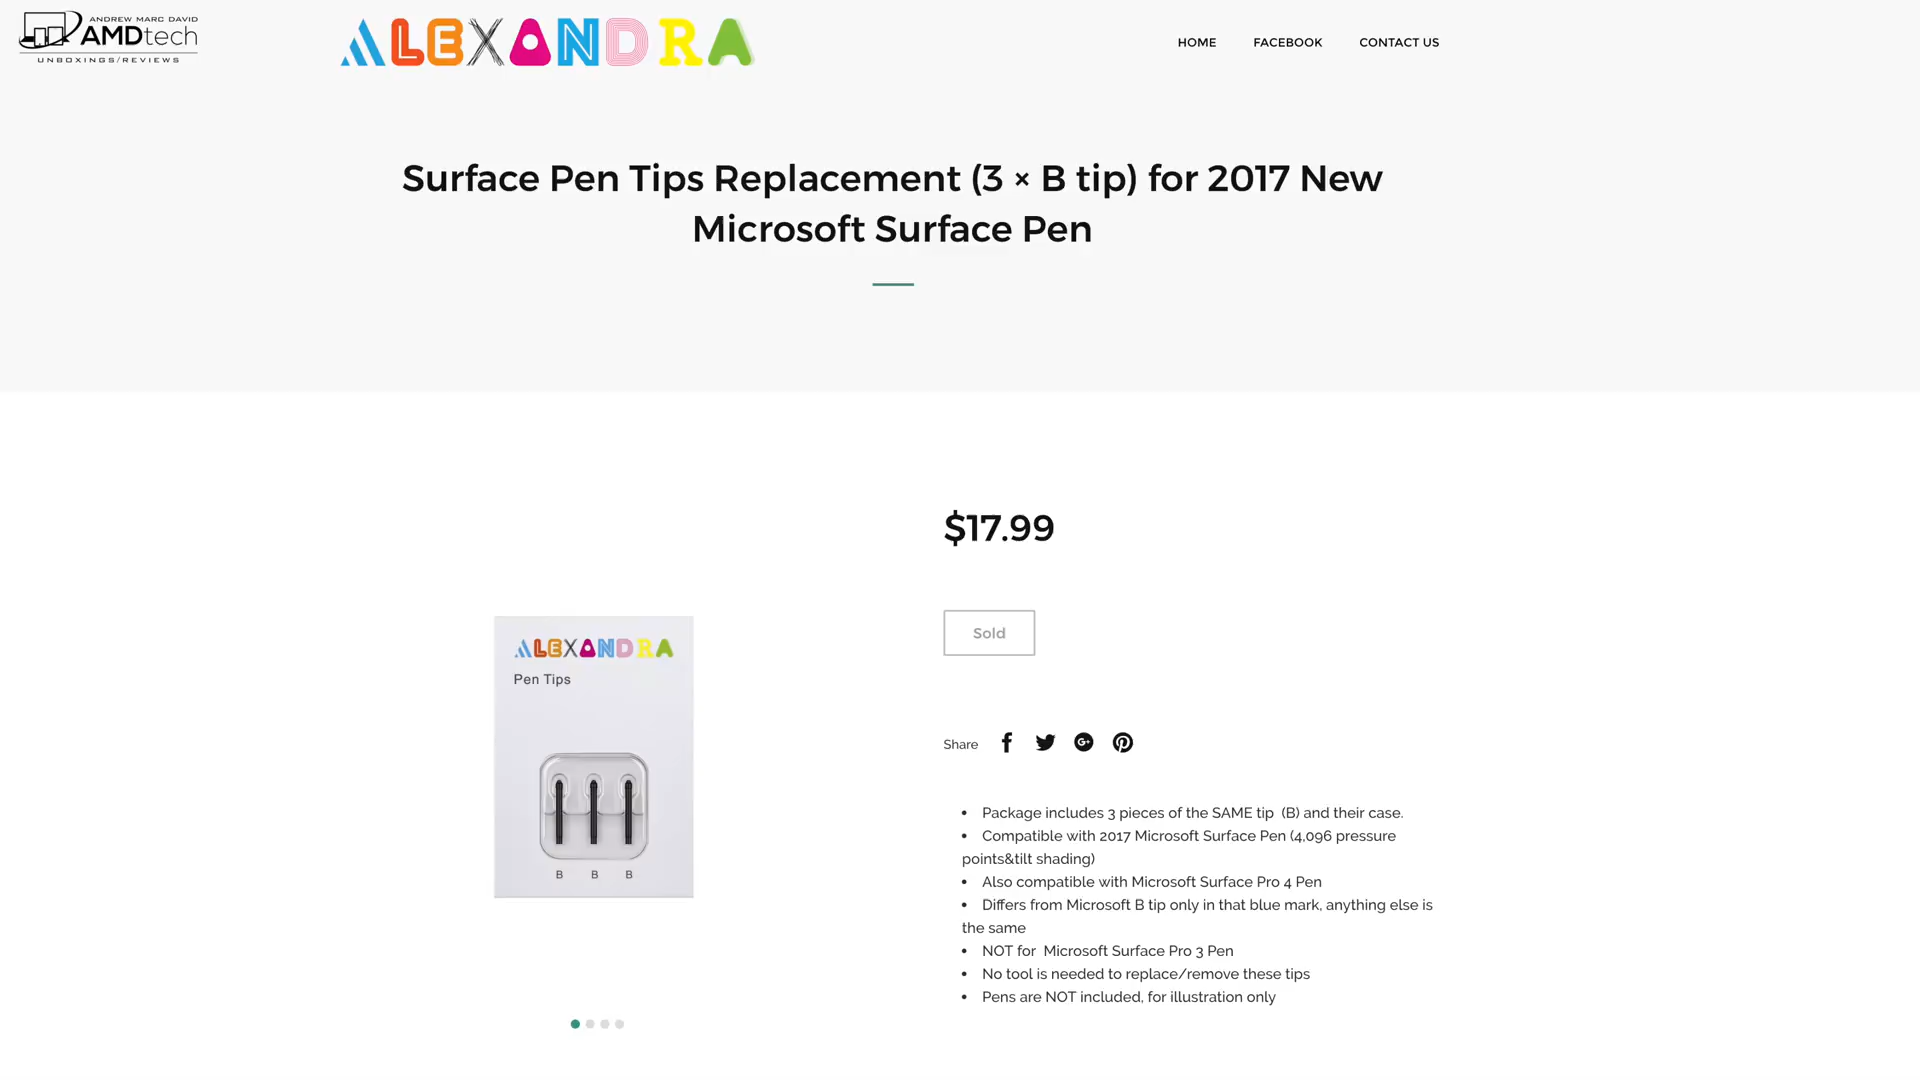 ANDREW MARC DAVID
AMDtech
UNBOXINGS/REVIEWS
ALEXANDRA
HOME
FACEBOOK
CONTACT US
Surface Pen Tips Replacement (3 × B tip) for 2017 New
Microsoft Surface Pen
$17.99
Sold
Share
ALEXANDRA
Pen Tips
B B B
• Package includes 3 pieces of the SAME tip (B) and their case.
• Compatible with 2017 Microsoft Surface Pen (4,096 pressure
points&tilt shading)
• Also compatible with Microsoft Surface Pro 4 Pen
• Differs from Microsoft B tip only in that blue mark, anything else is
the same
• NOT for Microsoft Surface Pro 3 Pen
• No tool is needed to replace/remove these tips
• Pens are NOT included, for illustration only